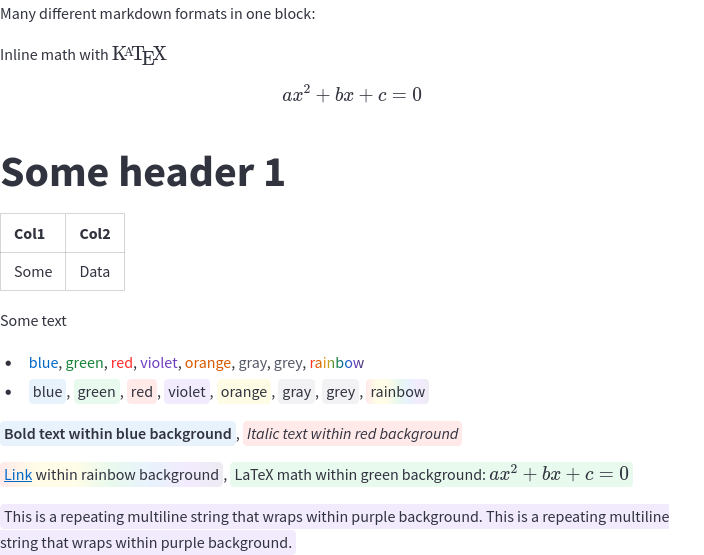 Many different markdown formats in one block:
Inline math with KATEX
ax² + bx + c = 0
Some header 1
Col1 Col2
Some Data
Some text
• blue, green, red, violet, orange, gray, grey, rainbow
• blue , green , red , violet , orange , gray , grey , rainbow
Bold text within blue background , Italic text within red background
Link within rainbow background , LaTeX math within green background: ax² + bx + c = 0
This is a repeating multiline string that wraps within purple background. This is a repeating multiline
string that wraps within purple background.